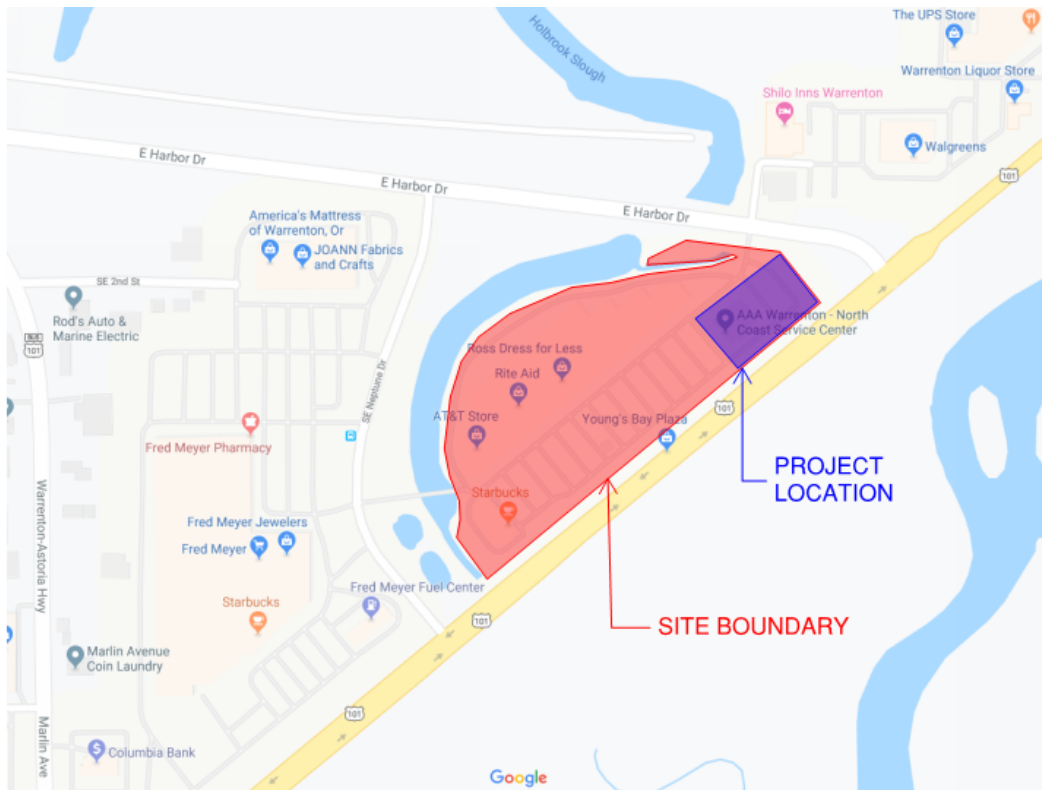 The UPS Store
Holbrook Slough
Warrenton Liquor Store
Shilo Inns Warrenton
Walgreens
E Harbor Dr
E Harbor Dr
E Harbor Dr
101
America's Mattress
of Warrenton, Or
JOANN Fabrics
and Crafts
SE 2nd St
Rod's Auto &
Marine Electric
BUS
101
AAA Warrenton - North
Coast Service Center
Ross Dress for Less
Rite Aid
SE Neptune Dr
AT&T Store
Young's Bay Plaza
101
Fred Meyer Pharmacy
PROJECT
LOCATION
Starbucks
Warrenton-Astoria Hwy
Fred Meyer Jewelers
Fred Meyer
Fred Meyer Fuel Center
Starbucks
101
SITE BOUNDARY
Marlin Avenue
Coin Laundry
101
Marlin Ave
Columbia Bank
$
Google